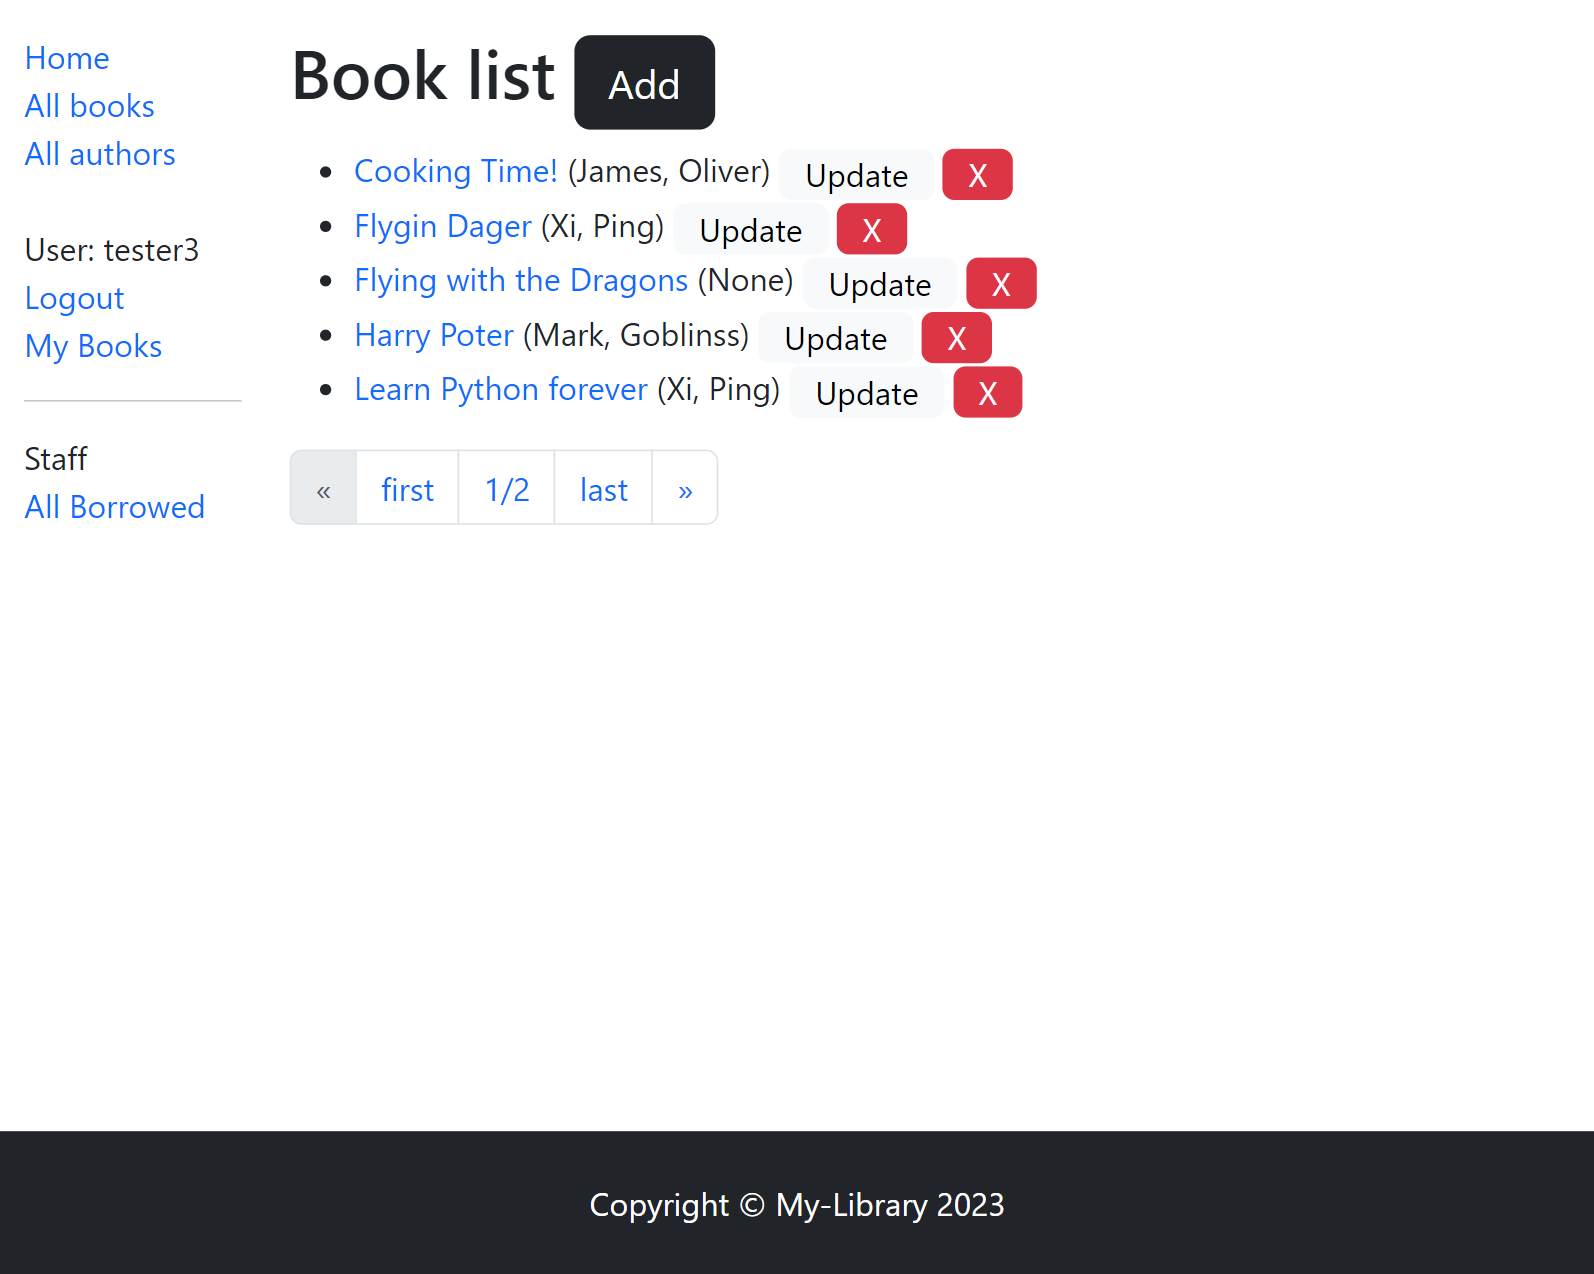 Home
All books
All authors
User: tester3
Logout
My Books
Staff
All Borrowed
Book list Add
Cooking Time! (James, Oliver) Update X
Flygin Dager (Xi, Ping) Update X
Flying with the Dragons (None) Update X
Harry Poter (Mark, Goblinss) Update X
Learn Python forever (Xi, Ping) Update X
« first 1/2 last »
Copyright © My-Library 2023